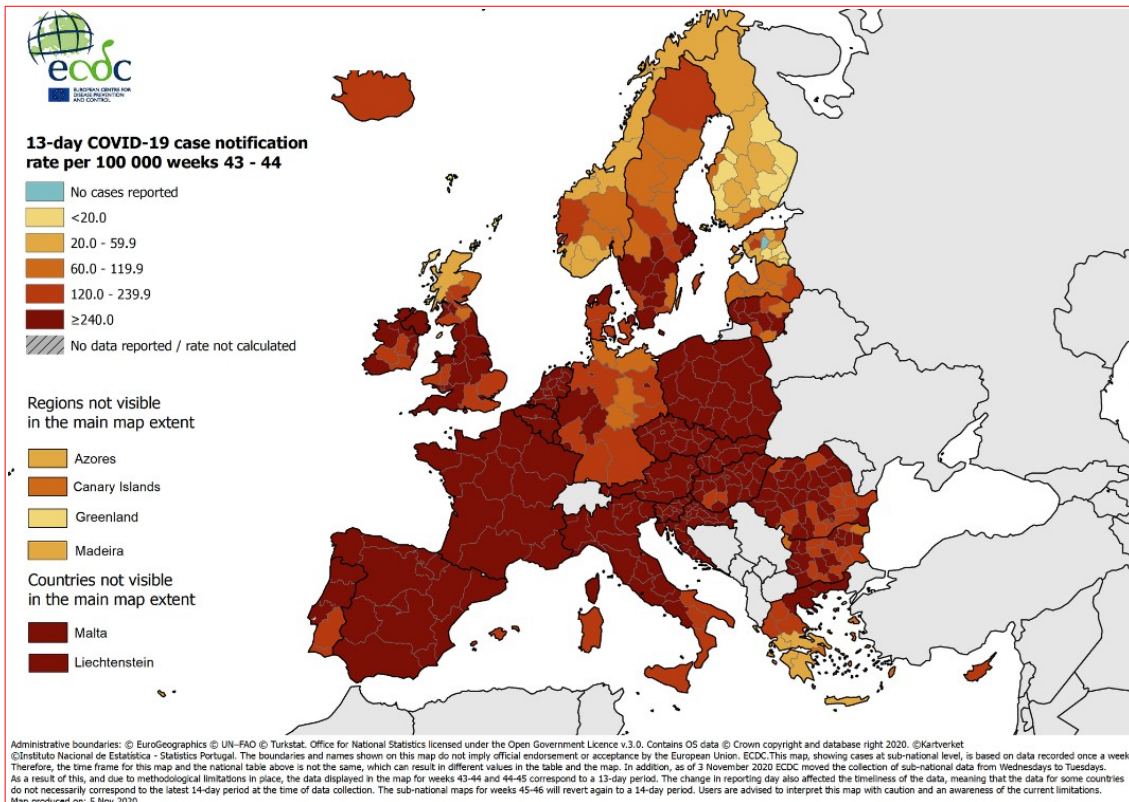 ecdc
EUROPEAN CENTRE FOR
DISEASE PREVENTION
AND CONTROL
13-day COVID-19 case notification
rate per 100 000 weeks 43 - 44
No cases reported
<20.0
20.0 - 59.9
60.0 - 119.9
120.0 - 239.9
≥240.0
No data reported / rate not calculated
Regions not visible
in the main map extent
Azores
Canary Islands
Greenland
Madeira
Countries not visible
in the main map extent
Malta
Liechtenstein
Administrative boundaries: © EuroGeographics © UN–FAO © Turkstat. Office for National Statistics licensed under the Open Government Licence v.3.0. Contains OS data © Crown copyright and database right 2020. ©Kartverket
©Instituto Nacional de Estatística - Statistics Portugal. The boundaries and names shown on this map do not imply official endorsement or acceptance by the European Union. ECDC.This map, showing cases at sub-national level, is based on data recorded once a week
Therefore, the time frame for this map and the national table above is not the same, which can result in different values in the table and the map. In addition, as of 3 November 2020 ECDC moved the collection of sub-national data from Wednesdays to Tuesdays.
As a result of this, and due to methodological limitations in place, the data displayed in the map for weeks 43-44 and 44-45 correspond to a 13-day period. The change in reporting day also affected the timeliness of the data, meaning that the data for some countries
do not necessarily correspond to the latest 14-day period at the time of data collection. The sub-national maps for weeks 45-46 will revert again to a 14-day period. Users are advised to interpret this map with caution and an awareness of the current limitations.
Map produced on: 5 Nov 2020